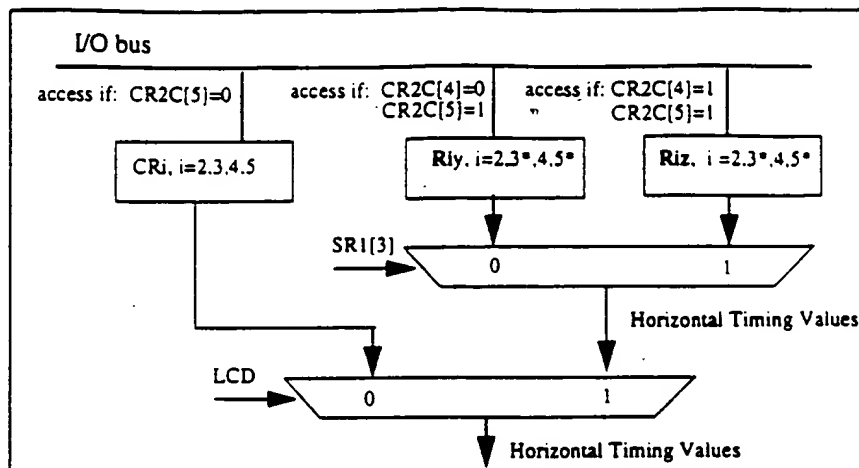 I/O bus
access if: CR2C[5]=0
access if: CR2C[4]=0
CR2C[5]=1
access if: CR2C[4]=1
CR2C[5]=1
CRi, i=2,3,4,5
Riy, i=2,3*,4,5*
Riz, i =2,3*,4,5*
SR1[3]
0
1
Horizontal Timing Values
LCD
0
1
Horizontal Timing Values